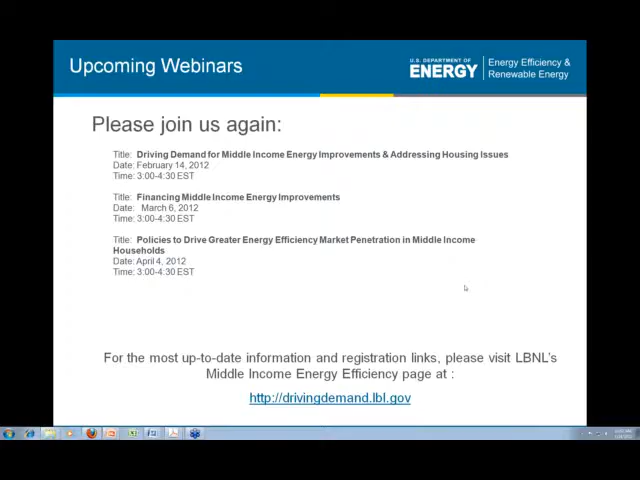 Upcoming Webinars
U.S. DEPARTMENT OF
ENERGY
Energy Efficiency &
Renewable Energy
Please join us again:
Title: Driving Demand for Middle Income Energy Improvements & Addressing Housing Issues
Date: February 14, 2012
Time: 3:00-4:30 EST
Title: Financing Middle Income Energy Improvements
Date: March 6, 2012
Time: 3:00-4:30 EST
Title: Policies to Drive Greater Energy Efficiency Market Penetration in Middle Income
Households
Date: April 4, 2012
Time: 3:00-4:30 EST
For the most up-to-date information and registration links, please visit LBNL's
Middle Income Energy Efficiency page at :
http://drivingdemand.lbl.gov